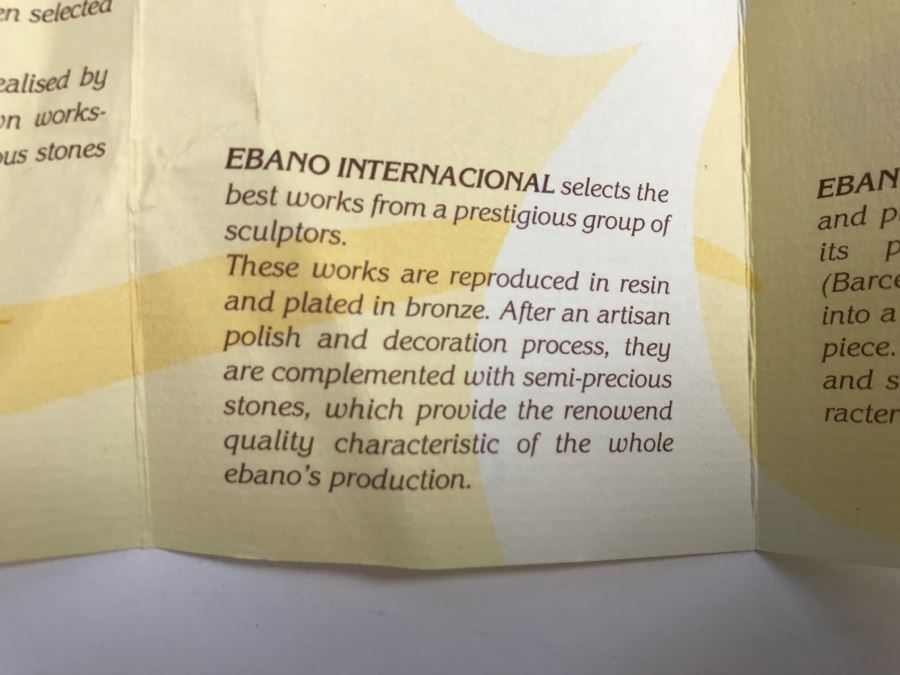 en selected
ealised by
works-
ous stones
EBANO INTERNACIONAL selects the
best works from a prestigious group of
sculptors.
These works are reproduced in resin
and plated in bronze. After an artisan
polish and decoration process, they
are complemented with semi-precious
stones, which provide the renowend
quality characteristic of the whole
ebano's production.
EBAN
and p
its p
(Barce
into a
piece.
and s
racter